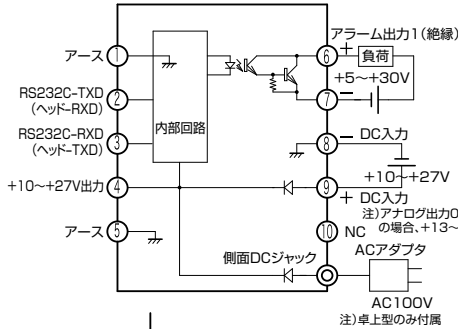 アース
①
RS232C-TXD
(ヘッド-RXD)
②
RS232C-RXD
(ヘッド-TXD)
③
+10～+27V出力
④
アース
⑤
内部回路
アラーム出力1(絶縁)
⑥
+
負荷
+5～+30V
⑦
−
⑧
− DC入力
+10～+27V
⑨
+ DC入力
注)アナログ出力0
の場合、+13～
⑩
NC
側面DCジャック
ACアダプタ
AC100V
注)卓上型のみ付属